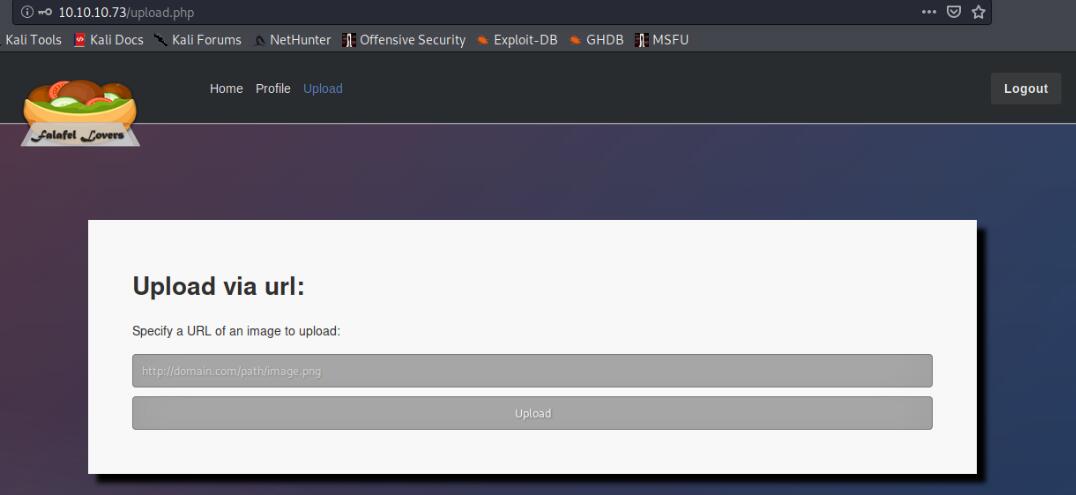 10.10.10.73/upload.php
Kali Tools Kali Docs Kali Forums NetHunter Offensive Security Exploit-DB GHDB MSFU
Home Profile Upload Logout
Falafel Lovers
Upload via url:
Specify a URL of an image to upload:
http://domain.com/path/image.png
Upload